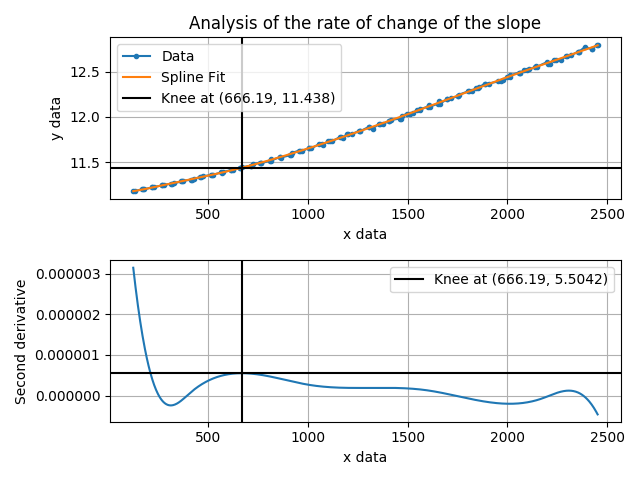 Analysis of the rate of change of the slope
Data
Spline Fit
Knee at (666.19, 11.438)
y data
12.5
12.0
11.5
500
1000
1500
2000
2500
x data
Second derivative
0.000003
0.000002
0.000001
0.000000
Knee at (666.19, 5.5042)
500
1000
1500
2000
2500
x data